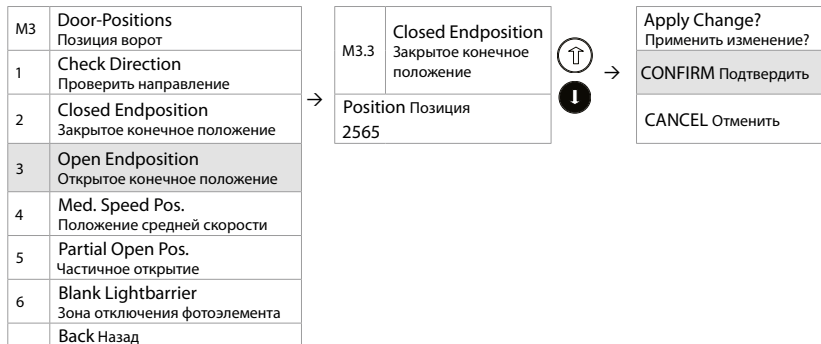 M3 Door-Positions
Позиция ворот
1 Check Direction
Проверить направление
2 Closed Endposition
Закрытое конечное положение
3 Open Endposition
Открытое конечное положение
4 Med. Speed Pos.
Положение средней скорости
5 Partial Open Pos.
Частичное открытие
6 Blank Lightbarrier
Зона отключения фотоэлемента
Back Назад
→
M3.3 Closed Endposition
Закрытое конечное
положение
Position Позиция
2565
⇧
⬇
→
Apply Change?
Применить изменение?
CONFIRM Подтвердить
CANCEL Отменить